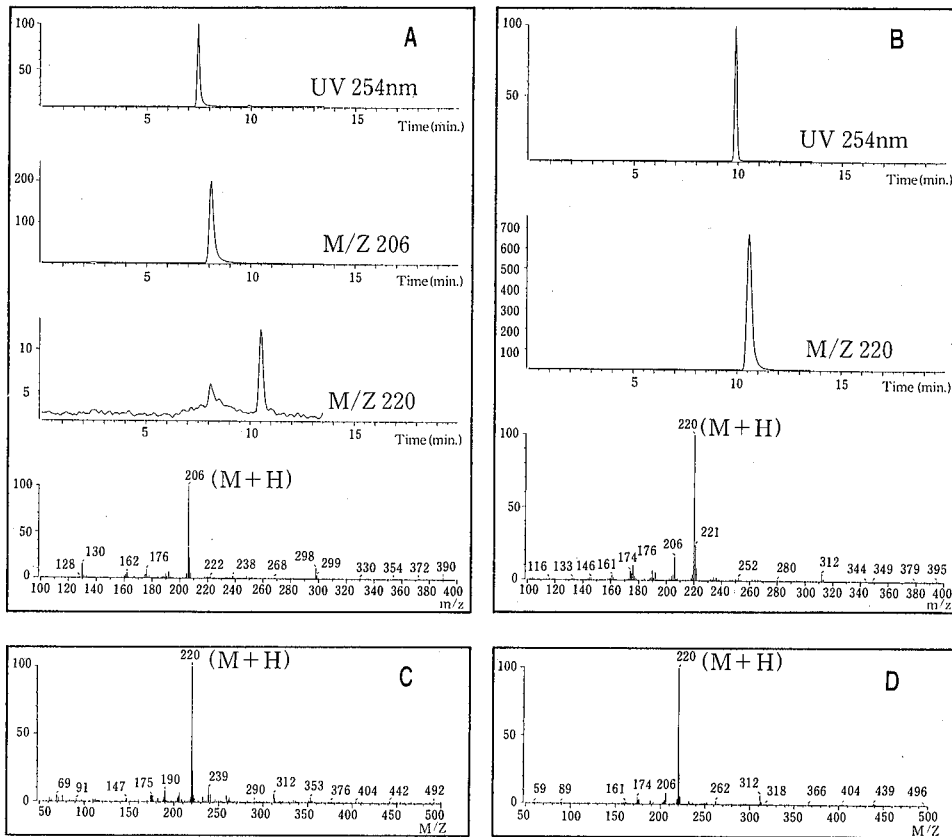 A
100
50
UV 254nm
5 10 15
Time(min.)
200
100
M/Z 206
5 10 15
Time(min.)
10
5
M/Z 220
5 10 15
Time(min.)
206 (M+H)
100
50
0
128 130 162 176 222 238 268 298 299 330 354 372 390
100 120 140 160 180 200 220 240 260 280 300 320 340 360 380 400
m/z
B
100
50
UV 254nm
5 10 15
Time(min.)
700
600
500
400
300
200
100
M/Z 220
5 10 15
Time(min.)
220 (M+H)
100
50
0
116 133 146 161 174 176 206 221 252 280 312 344 349 379 395
100 120 140 160 180 200 220 240 260 280 300 320 340 360 380 400
m/z
C
220 (M+H)
100
50
0
69 91 147 175 190 239 290 312 353 376 404 442 492
50 100 150 200 250 300 350 400 450 500
M/Z
D
220 (M+H)
100
50
0
59 89 161 174 206 262 312 318 366 404 439 496
50 100 150 200 250 300 350 400 450 500
M/Z